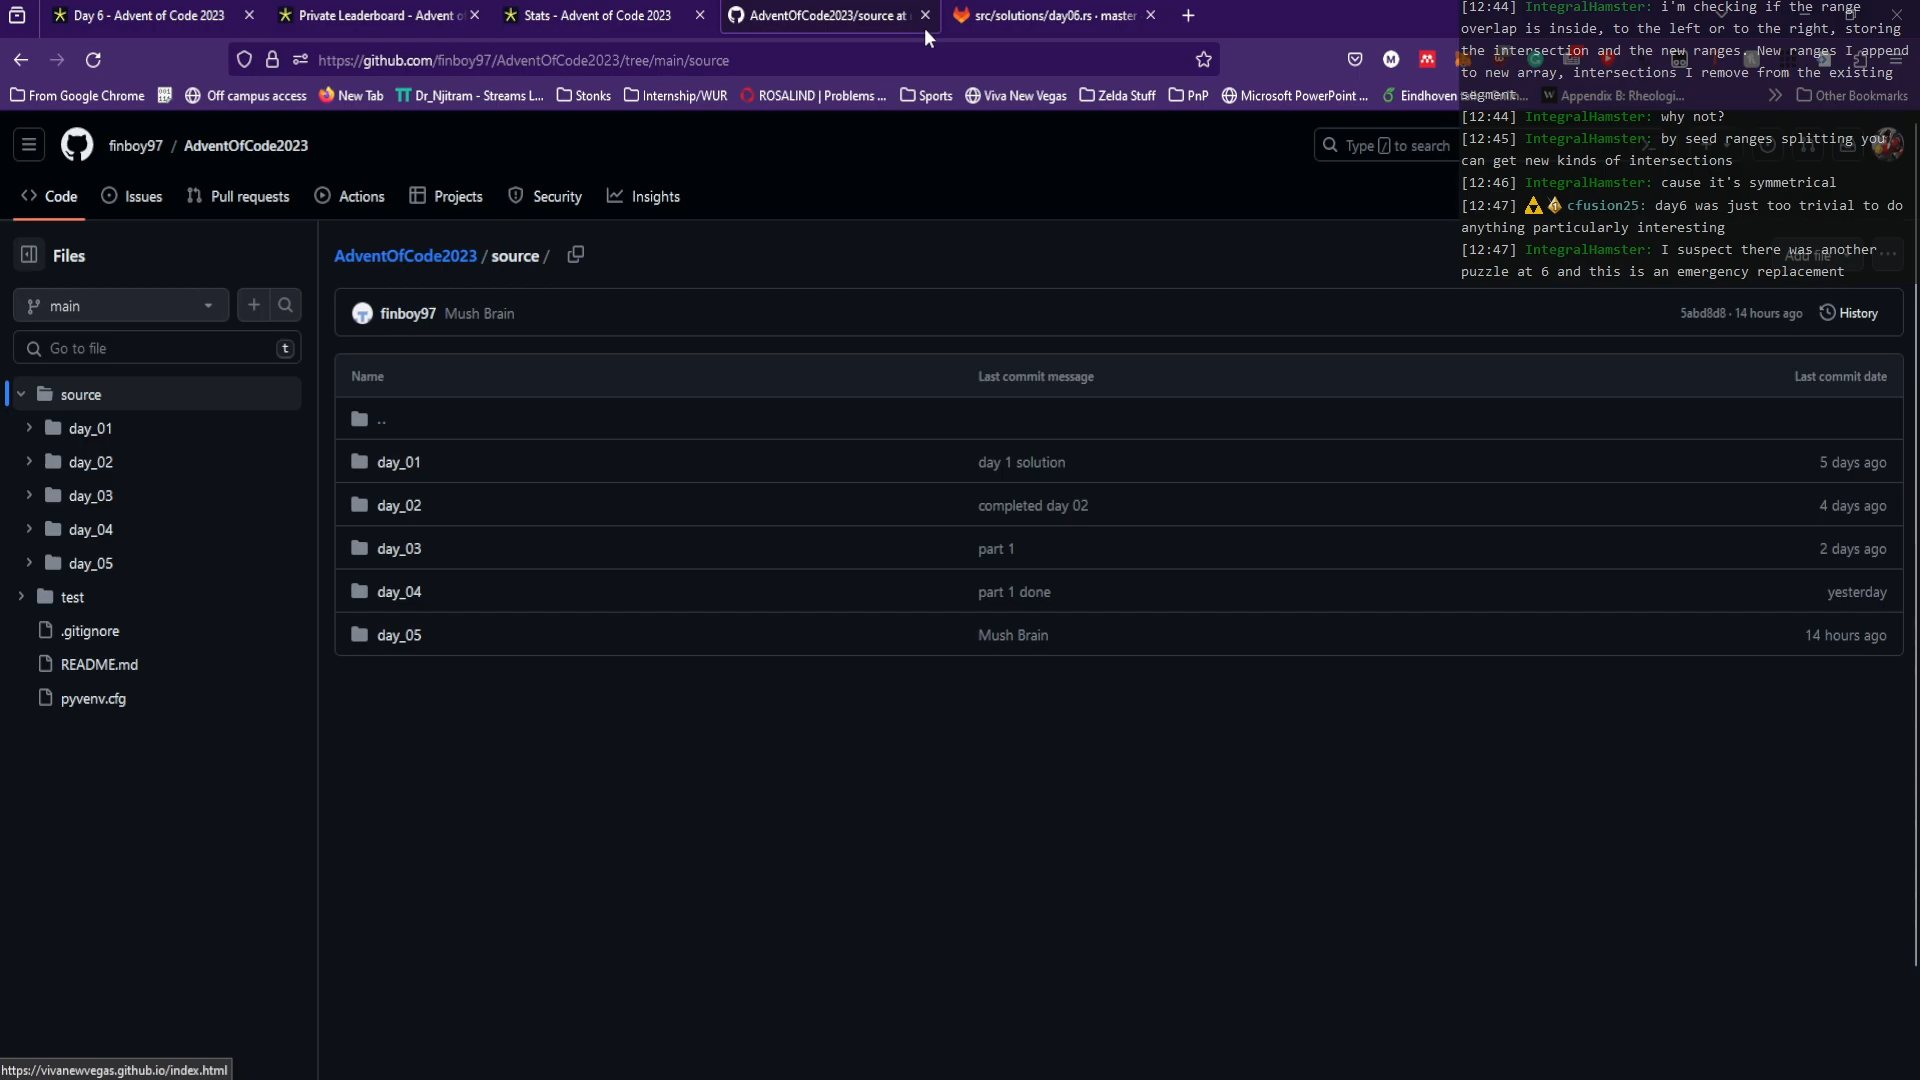 Day 6 - Advent of Code 2023
Private Leaderboard - Advent o
Stats - Advent of Code 2023
AdventOfCode2023/source at
src/solutions/day06.rs · master
https://github.com/finboy97/AdventOfCode2023/tree/main/source
From Google Chrome
Off campus access
New Tab
Dr_Njitram - Streams L...
Stonks
Internship/WUR
ROSALIND | Problems ...
Sports
Viva New Vegas
Zelda Stuff
PnP
Microsoft PowerPoint ...
Eindhoven
Appendix B: Rheologi...
Other Bookmarks
[12:44] IntegralHamster: i'm checking if the range
overlap is inside, to the left or to the right, storing
the intersection and the new ranges. New ranges I append
to new array, intersections I remove from the existing
segment
[12:44] IntegralHamster: why not?
[12:45] IntegralHamster: by seed ranges splitting you
can get new kinds of intersections
[12:46] IntegralHamster: cause it's symmetrical
[12:47] cfusion25: day6 was just too trivial to do
anything particularly interesting
[12:47] IntegralHamster: I suspect there was another
puzzle at 6 and this is an emergency replacement
finboy97 / AdventOfCode2023
Type / to search
Code
Issues
Pull requests
Actions
Projects
Security
Insights
Files
main
Go to file
t
source
day_01
day_02
day_03
day_04
day_05
test
.gitignore
README.md
pyvenv.cfg
AdventOfCode2023 / source /
Add file
finboy97 Mush Brain
5abd8d8 · 14 hours ago
History
Name Last commit message Last commit date
..
day_01 day 1 solution 5 days ago
day_02 completed day 02 4 days ago
day_03 part 1 2 days ago
day_04 part 1 done yesterday
day_05 Mush Brain 14 hours ago
https://vivanewvegas.github.io/index.html